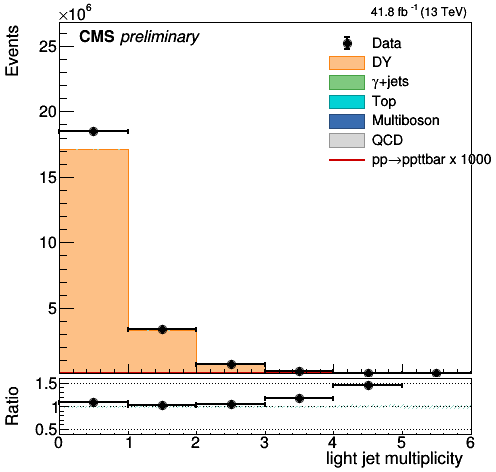 ×10⁶
41.8 fb⁻¹ (13 TeV)
CMS preliminary
Events
25
20
15
10
5
Data
DY
γ+jets
Top
Multiboson
QCD
pp→ppttbar x 1000
Ratio
1.5
1
0.5
0 1 2 3 4 5 6
light jet multiplicity